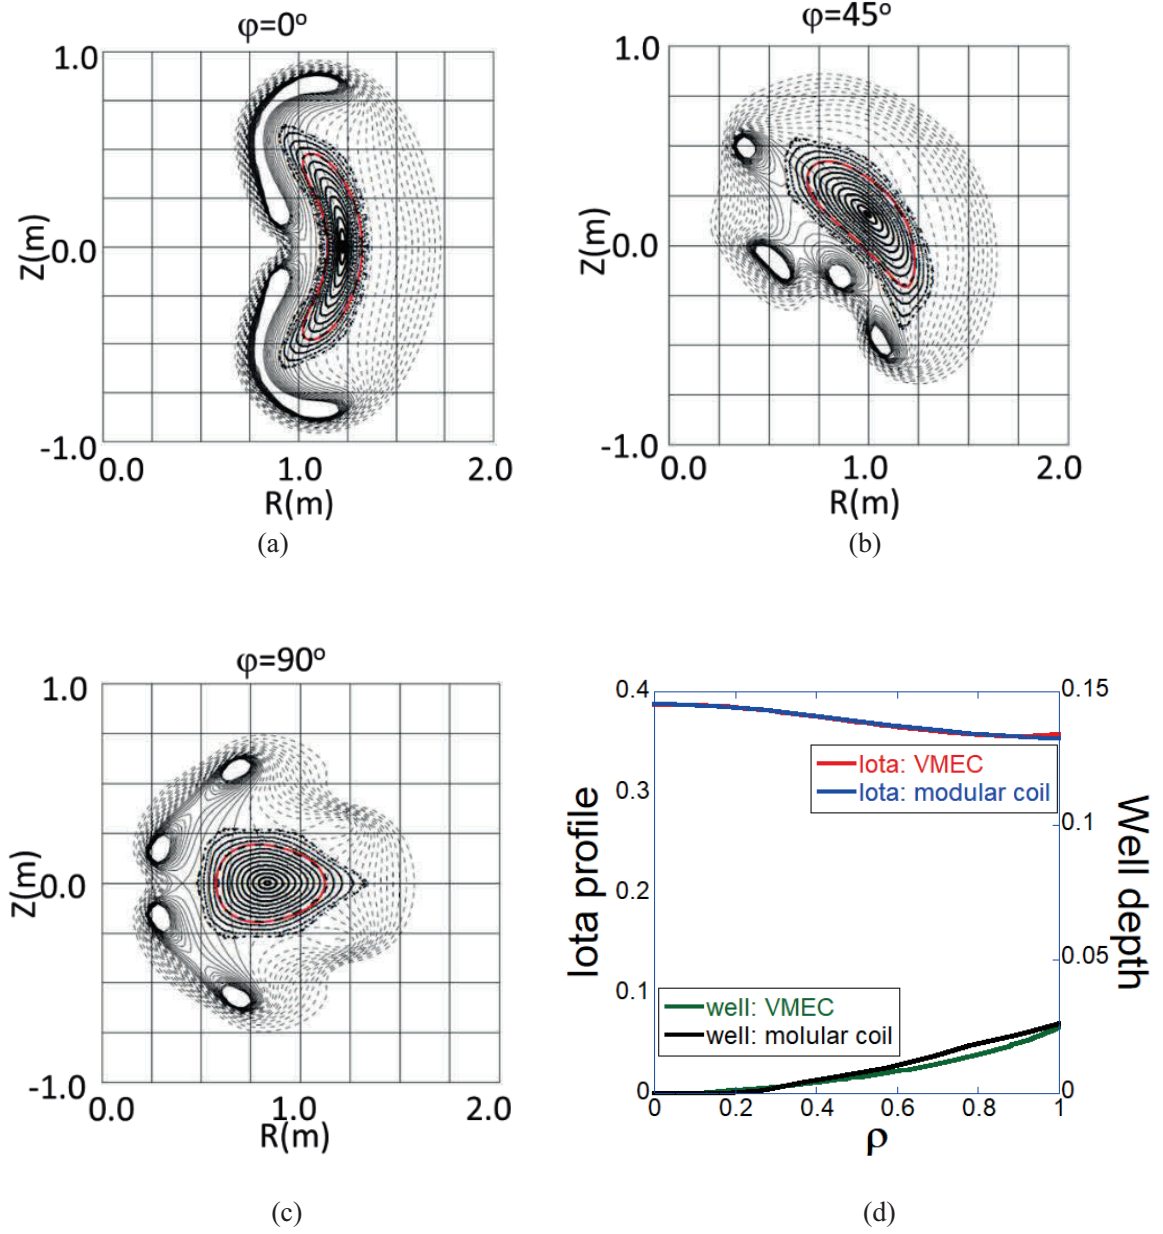 φ=0º
1.0
Z(m)
0.0
-1.0
0.0 1.0 2.0
R(m)
(a)
φ=45º
1.0
Z(m)
0.0
-1.0
0.0 1.0 2.0
R(m)
(b)
φ=90º
1.0
Z(m)
0.0
-1.0
0.0 1.0 2.0
R(m)
(c)
0.4
0.3
0.2
0.1
0
Iota profile
0.15
0.1
0.05
0
Well depth
Iota: VMEC
Iota: modular coil
well: VMEC
well: molular coil
0 0.2 0.4 0.6 0.8 1
ρ
(d)